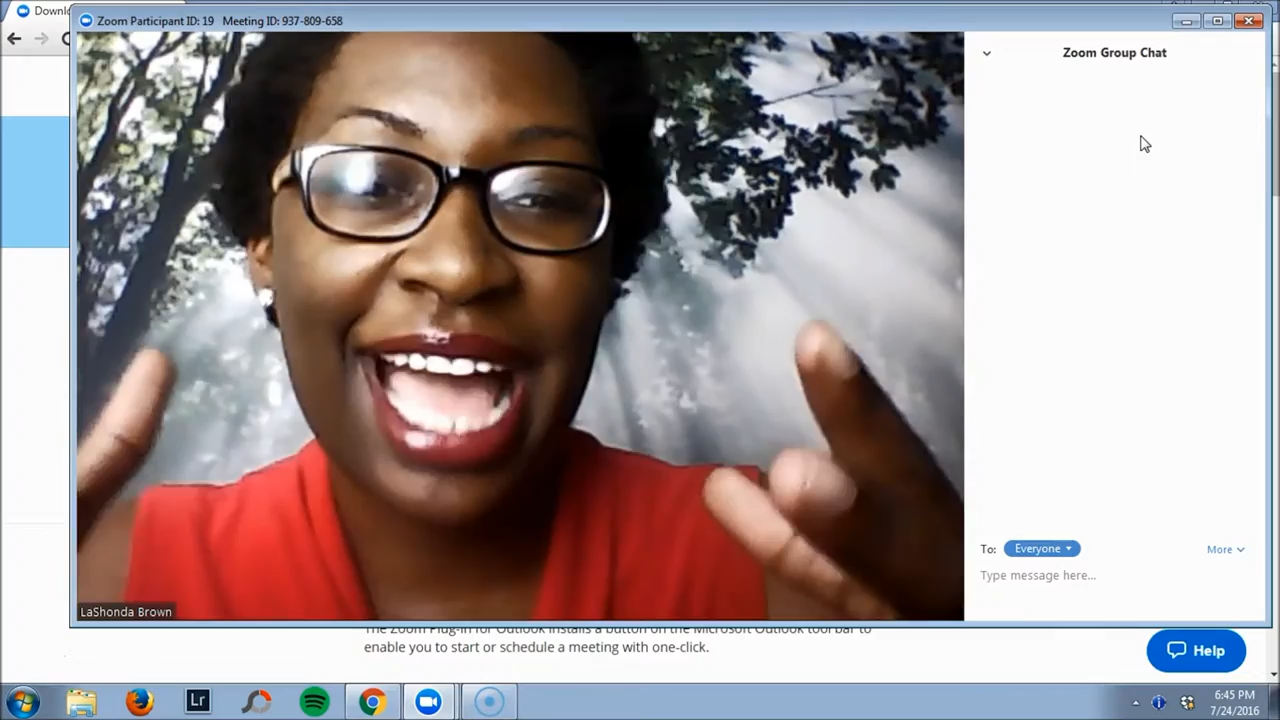 Downlo
Zoom Participant ID: 19 Meeting ID: 937-809-658
Zoom Group Chat
To: Everyone
More
Type message here...
LaShonda Brown
The Zoom Plug-in for Outlook installs a button on the Microsoft Outlook tool bar to
enable you to start or schedule a meeting with one-click.
Help
Lr
6:45 PM
7/24/2016